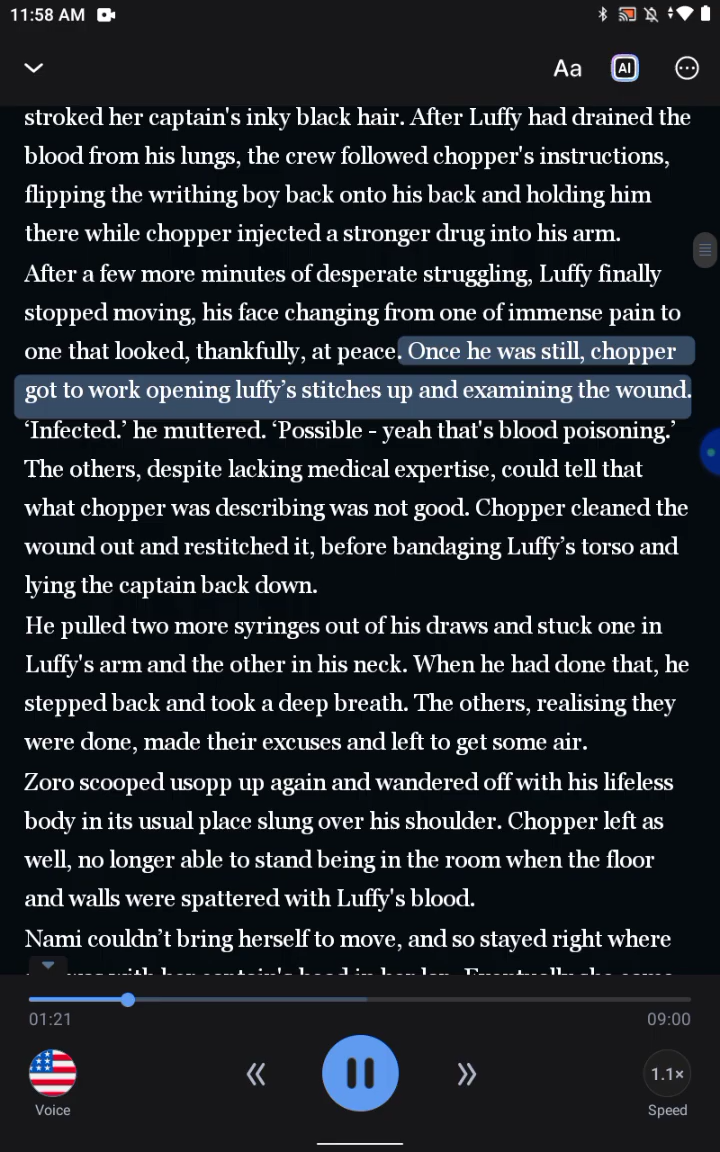 11:58 AM
Aa
AI
stroked her captain's inky black hair. After Luffy had drained the
blood from his lungs, the crew followed chopper's instructions,
flipping the writhing boy back onto his back and holding him
there while chopper injected a stronger drug into his arm.
After a few more minutes of desperate struggling, Luffy finally
stopped moving, his face changing from one of immense pain to
one that looked, thankfully, at peace. Once he was still, chopper
got to work opening luffy’s stitches up and examining the wound.
‘Infected.’ he muttered. ‘Possible - yeah that's blood poisoning.’
The others, despite lacking medical expertise, could tell that
what chopper was describing was not good. Chopper cleaned the
wound out and restitched it, before bandaging Luffy’s torso and
lying the captain back down.
He pulled two more syringes out of his draws and stuck one in
Luffy's arm and the other in his neck. When he had done that, he
stepped back and took a deep breath. The others, realising they
were done, made their excuses and left to get some air.
Zoro scooped usopp up again and wandered off with his lifeless
body in its usual place slung over his shoulder. Chopper left as
well, no longer able to stand being in the room when the floor
and walls were spattered with Luffy's blood.
Nami couldn’t bring herself to move, and so stayed right where
with her captain's head in her lap. Eventually she came
01:21
09:00
Voice
1.1×
Speed